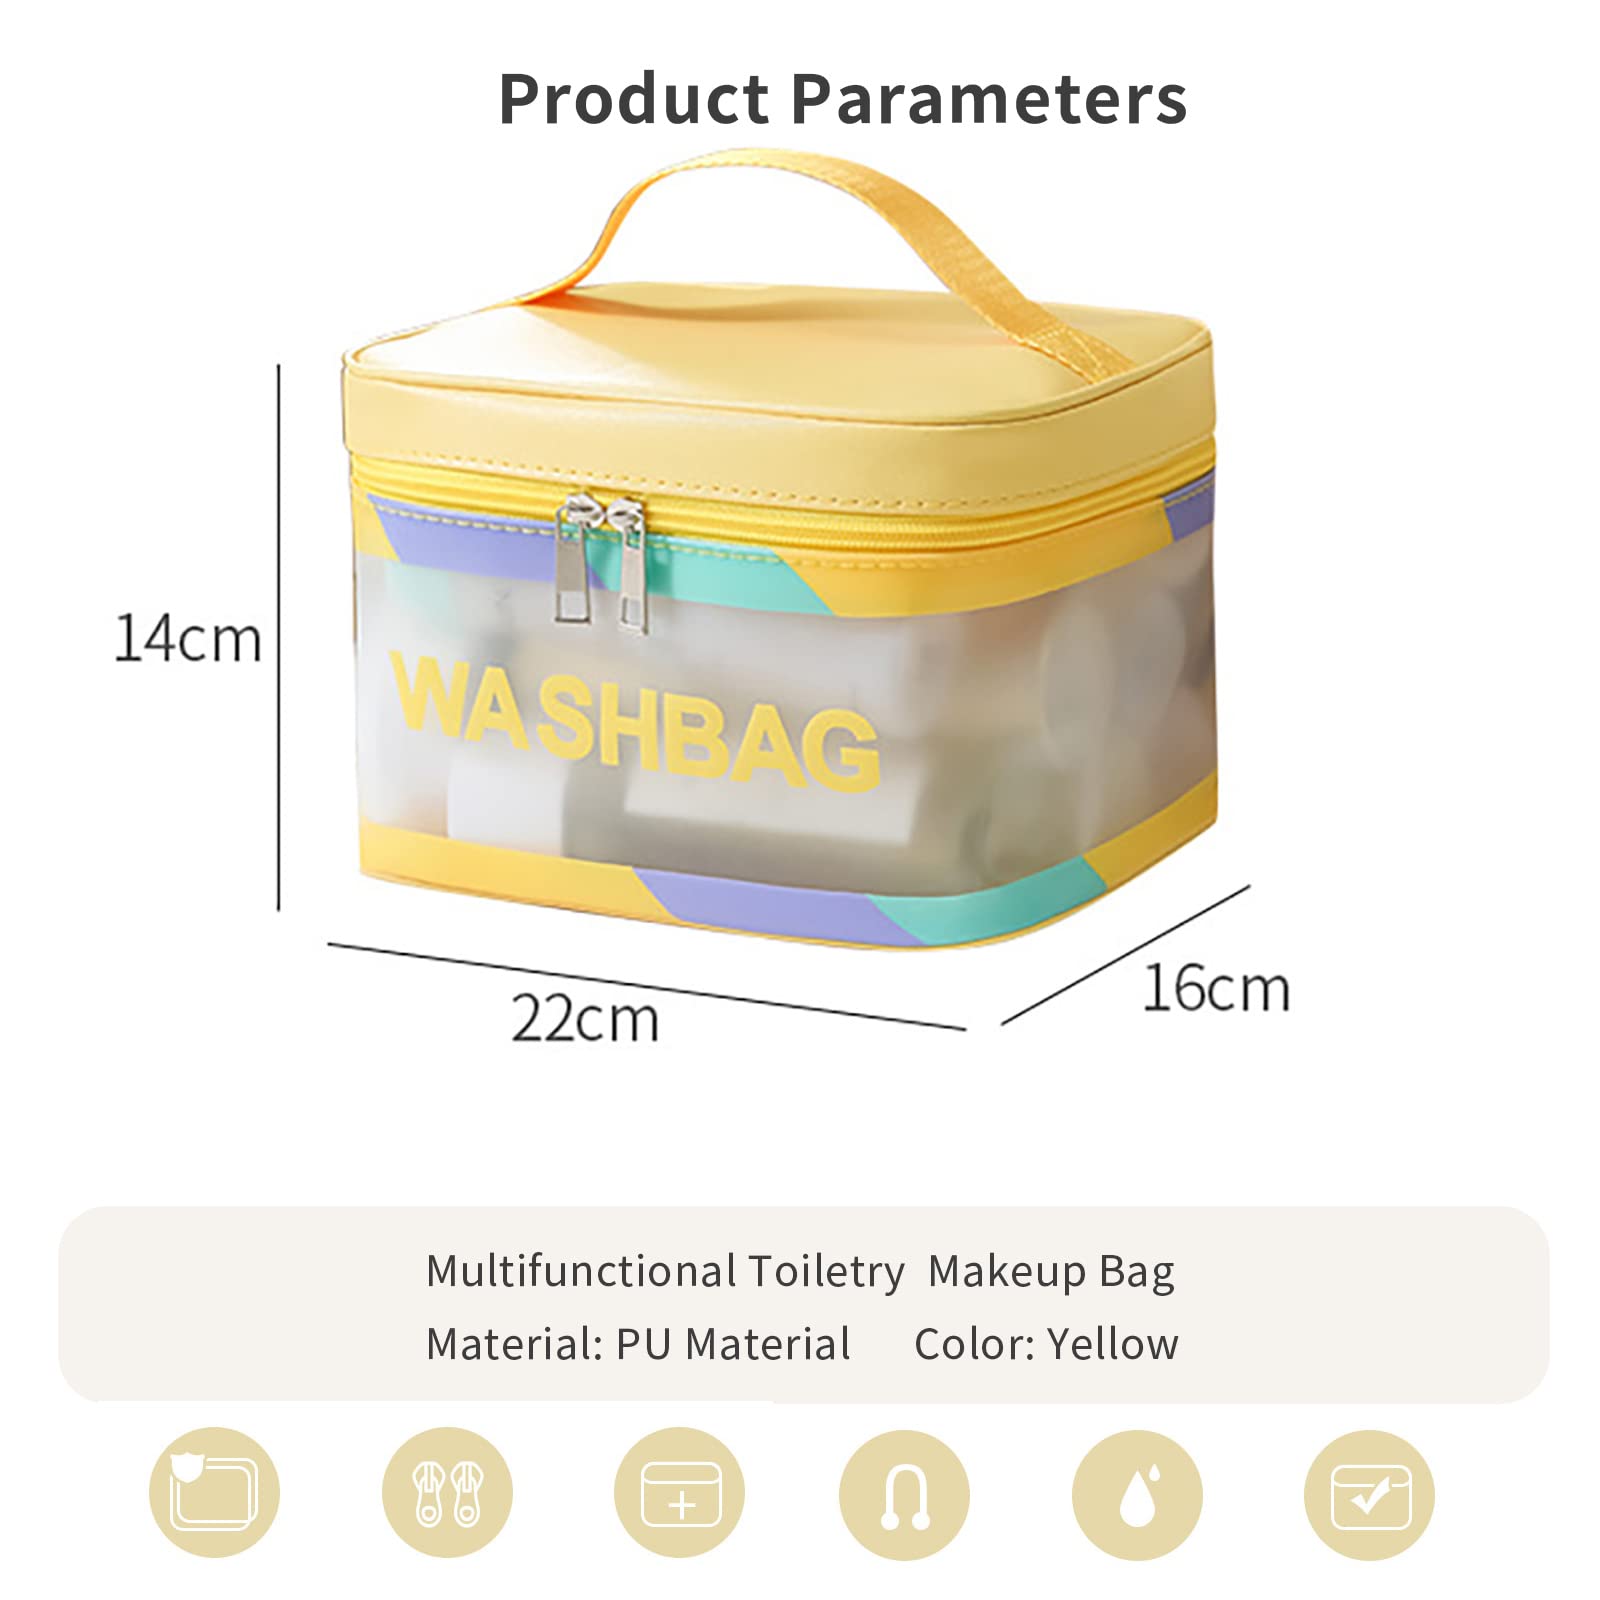 Product Parameters
14cm
WASHBAG
22cm
16cm
Multifunctional Toiletry Makeup Bag
Material: PU Material Color: Yellow